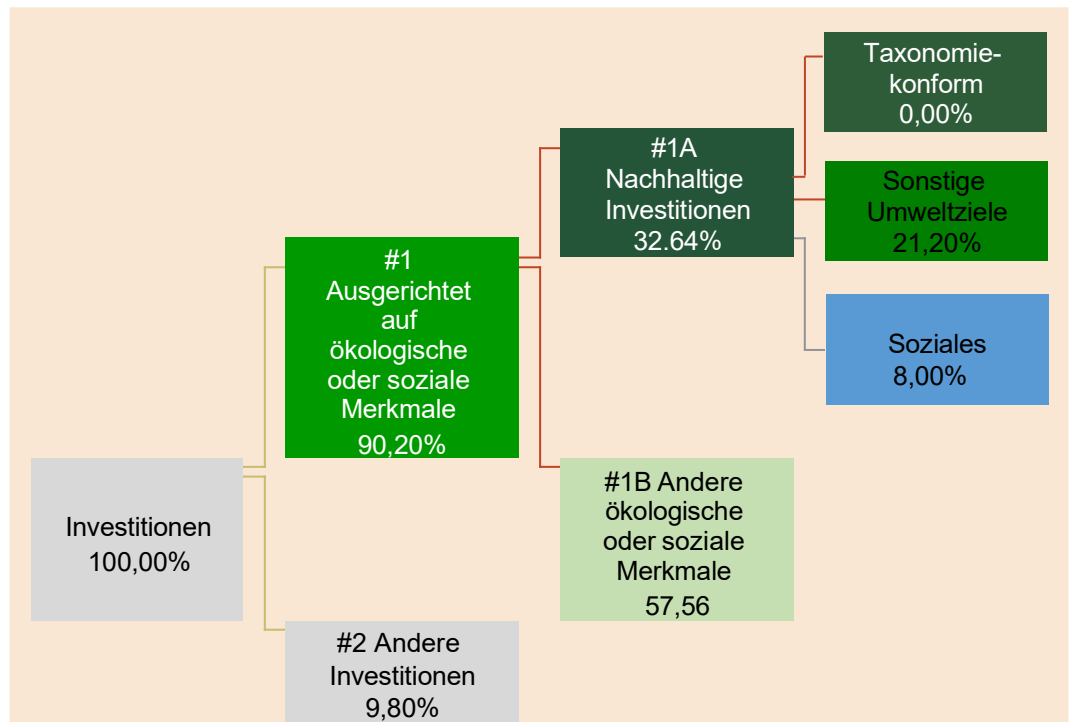 Taxonomie-
konform
0,00%
#1A
Nachhaltige
Investitionen
32.64%
Sonstige
Umweltziele
21,20%
#1
Ausgerichtet
auf
ökologische
oder soziale
Merkmale
90,20%
Soziales
8,00%
Investitionen
100,00%
#1B Andere
ökologische
oder soziale
Merkmale
57,56
#2 Andere
Investitionen
9,80%